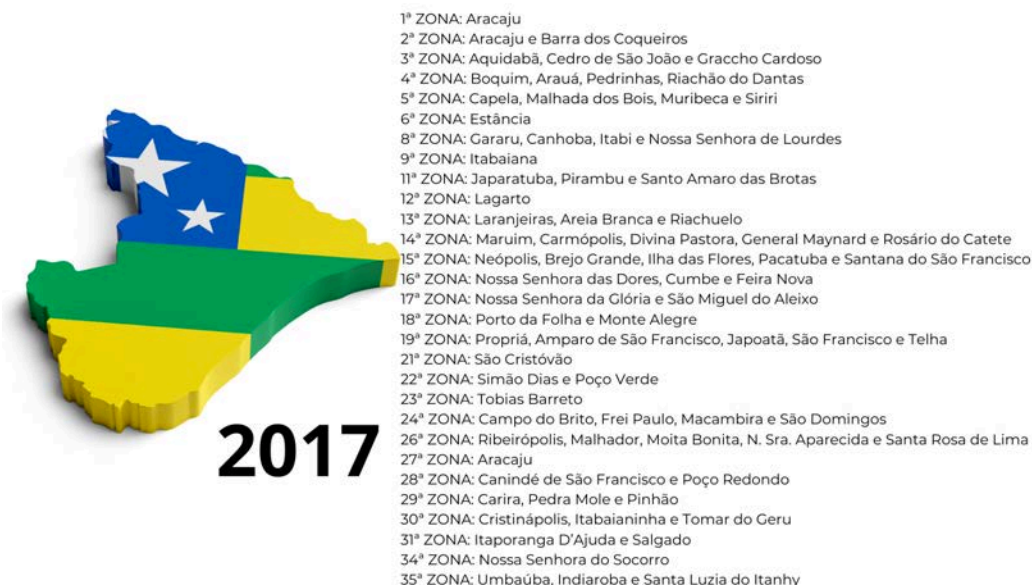 1ª ZONA: Aracaju
2ª ZONA: Aracaju e Barra dos Coqueiros
3ª ZONA: Aquidabã, Cedro de São João e Graccho Cardoso
4ª ZONA: Boquim, Arauá, Pedrinhas, Riachão do Dantas
5ª ZONA: Capela, Malhada dos Bois, Muribeca e Siriri
6ª ZONA: Estância
8ª ZONA: Gararu, Canhoba, Itabi e Nossa Senhora de Lourdes
9ª ZONA: Itabaiana
11ª ZONA: Japaratuba, Pirambu e Santo Amaro das Brotas
12ª ZONA: Lagarto
13ª ZONA: Laranjeiras, Areia Branca e Riachuelo
14ª ZONA: Maruim, Carmópolis, Divina Pastora, General Maynard e Rosário do Catete
15ª ZONA: Neópolis, Brejo Grande, Ilha das Flores, Pacatuba e Santana do São Francisco
16ª ZONA: Nossa Senhora das Dores, Cumbe e Feira Nova
17ª ZONA: Nossa Senhora da Glória e São Miguel do Aleixo
18ª ZONA: Porto da Folha e Monte Alegre
19ª ZONA: Propriá, Amparo de São Francisco, Japoatã, São Francisco e Telha
21ª ZONA: São Cristóvão
22ª ZONA: Simão Dias e Poço Verde
23ª ZONA: Tobias Barreto
24ª ZONA: Campo do Brito, Frei Paulo, Macambira e São Domingos
26ª ZONA: Ribeirópolis, Malhador, Moita Bonita, N. Sra. Aparecida e Santa Rosa de Lima
27ª ZONA: Aracaju
28ª ZONA: Canindé de São Francisco e Poço Redondo
29ª ZONA: Carira, Pedra Mole e Pinhão
30ª ZONA: Cristinápolis, Itabaianinha e Tomar do Geru
31ª ZONA: Itaporanga D'Ajuda e Salgado
34ª ZONA: Nossa Senhora do Socorro
35ª ZONA: Umbaúba, Indiaroba e Santa Luzia do Itanhy
2017